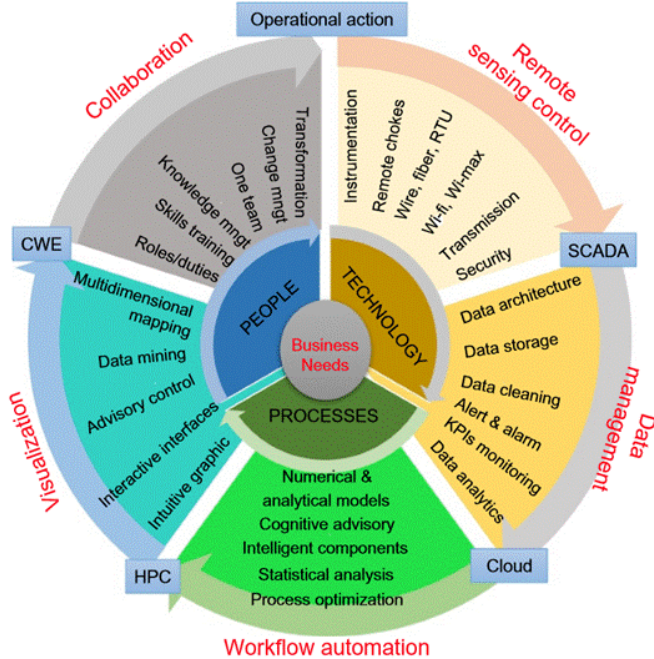 Operational action
Collaboration
Remote
sensing control
Instrumentation
Remote chokes
Wire, fiber, RTU
Wi-fi, Wi-max
Transmission
Security
SCADA
Data architecture
Data storage
Data cleaning
Alert & alarm
KPIs monitoring
Data analytics
Data
management
Cloud
Numerical &
analytical models
Cognitive advisory
Intelligent components
Statistical analysis
Process optimization
Workflow automation
HPC
Multidimensional
mapping
Data mining
Advisory control
Interactive interfaces
Intuitive graphic
Visualization
CWE
Roles/duties
Skills training
Knowledge mngt
One team
Change mngt
Transformation
PEOPLE
TECHNOLOGY
PROCESSES
Business
Needs